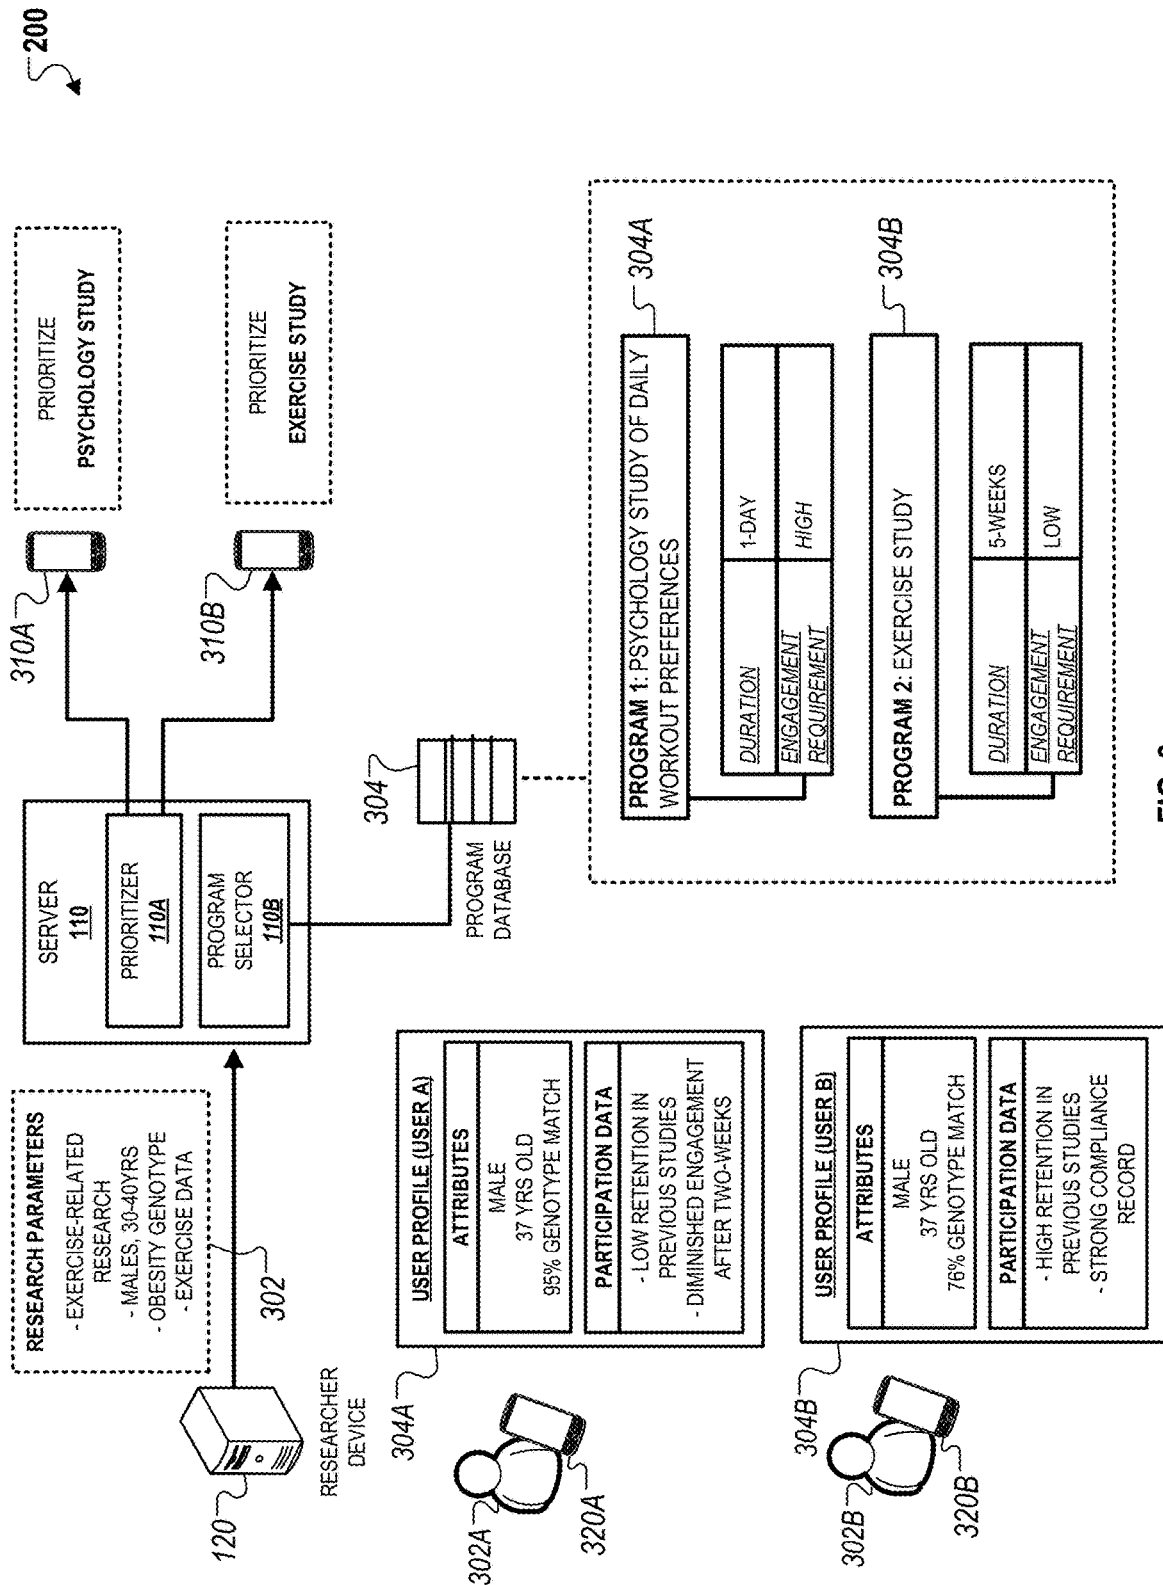 200
RESEARCH PARAMETERS
- EXERCISE-RELATED
RESEARCH
- MALES, 30-40YRS
- OBESITY GENOTYPE
- EXERCISE DATA
302
120
RESEARCHER
DEVICE
SERVER
110
PRIORITIZER
110A
PROGRAM
SELECTOR
110B
310A
PRIORITIZE
PSYCHOLOGY STUDY
310B
PRIORITIZE
EXERCISE STUDY
304
PROGRAM
DATABASE
302A
320A
304A
USER PROFILE (USER A)
ATTRIBUTES
MALE
37 YRS OLD
95% GENOTYPE MATCH
PARTICIPATION DATA
- LOW RETENTION IN
PREVIOUS STUDIES
- DIMINISHED ENGAGEMENT
AFTER TWO-WEEKS
302B
320B
304B
USER PROFILE (USER B)
ATTRIBUTES
MALE
37 YRS OLD
76% GENOTYPE MATCH
PARTICIPATION DATA
- HIGH RETENTION IN
PREVIOUS STUDIES
- STRONG COMPLIANCE
RECORD
304A
PROGRAM 1: PSYCHOLOGY STUDY OF DAILY
WORKOUT PREFERENCES
DURATION 1-DAY
ENGAGEMENT HIGH
REQUIREMENT
304B
PROGRAM 2: EXERCISE STUDY
DURATION 5-WEEKS
ENGAGEMENT LOW
REQUIREMENT
FIG.